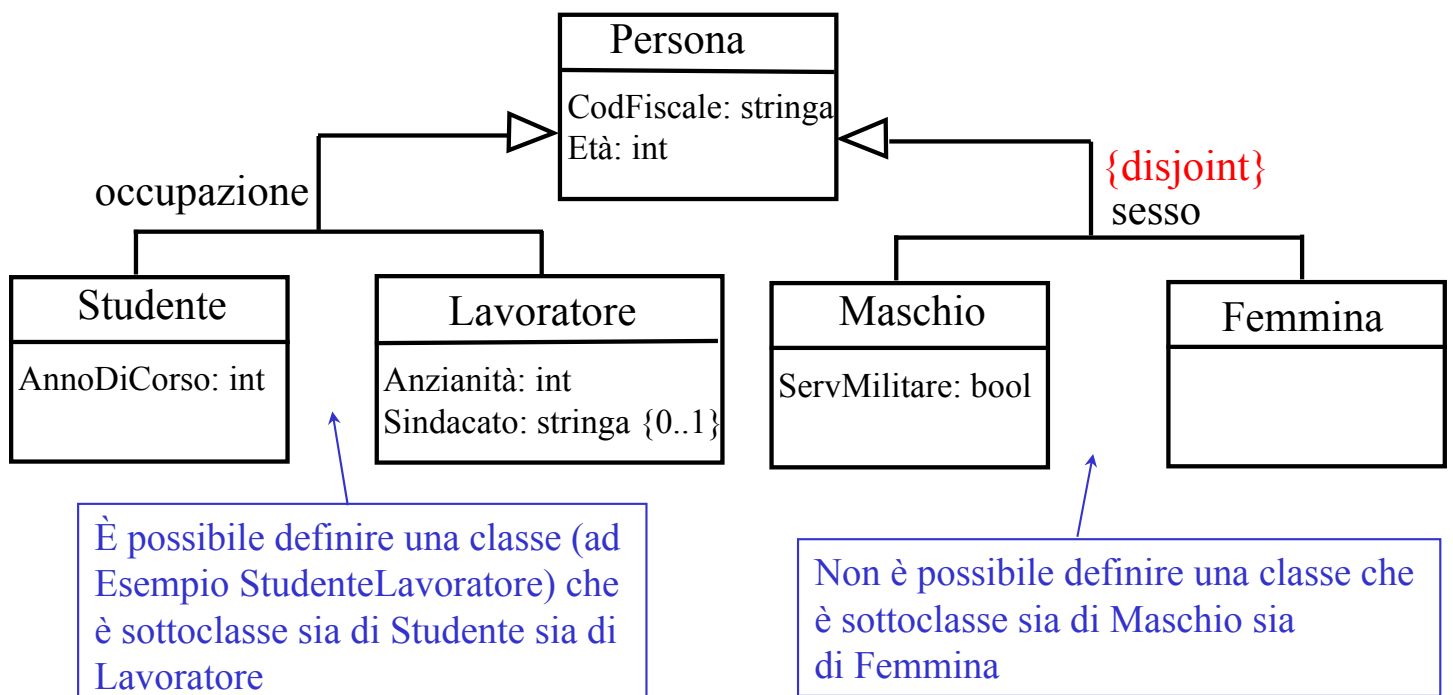 Persona
CodFiscale: stringa
Età: int
occupazione
{disjoint}
sesso
Studente
AnnoDiCorso: int
Lavoratore
Anzianità: int
Sindacato: stringa {0..1}
Maschio
ServMilitare: bool
Femmina
È possibile definire una classe (ad
Esempio StudenteLavoratore) che
è sottoclasse sia di Studente sia di
Lavoratore
Non è possibile definire una classe che
è sottoclasse sia di Maschio sia
di Femmina